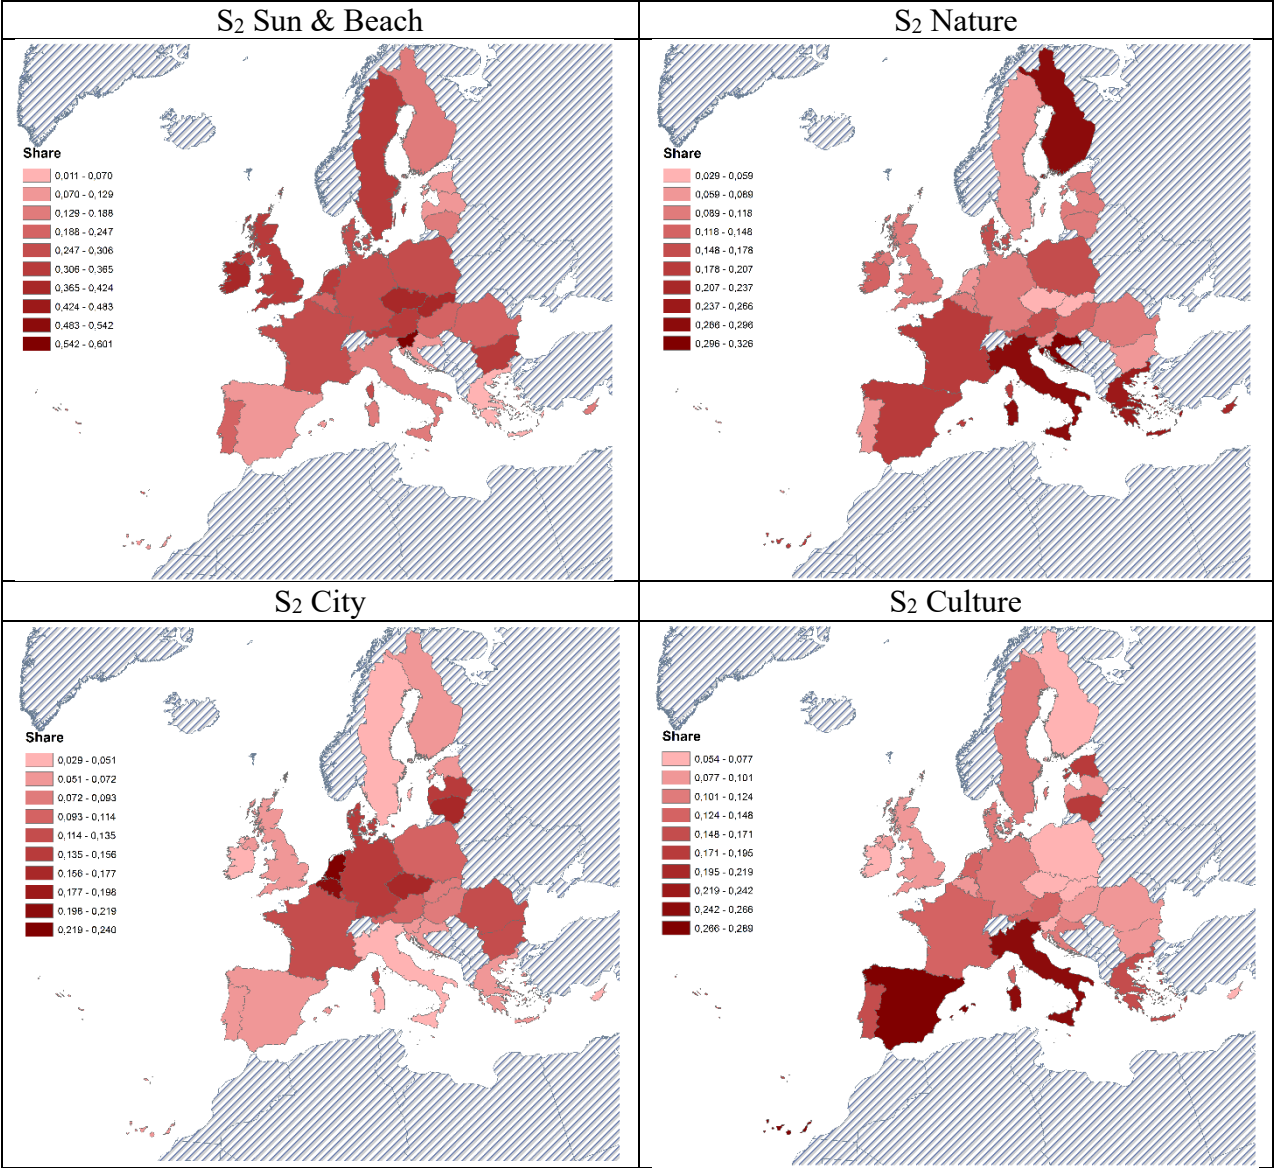 S₂ Sun & Beach
S₂ Nature
Share
0,011 - 0,070
0,070 - 0,129
0,129 - 0,188
0,188 - 0,247
0,247 - 0,306
0,306 - 0,365
0,365 - 0,424
0,424 - 0,483
0,483 - 0,542
0,542 - 0,601
Share
0,029 - 0,059
0,059 - 0,089
0,089 - 0,118
0,118 - 0,148
0,148 - 0,178
0,178 - 0,207
0,207 - 0,237
0,237 - 0,266
0,266 - 0,296
0,296 - 0,326
S₂ City
S₂ Culture
Share
0,029 - 0,051
0,051 - 0,072
0,072 - 0,093
0,093 - 0,114
0,114 - 0,135
0,135 - 0,156
0,156 - 0,177
0,177 - 0,198
0,198 - 0,219
0,219 - 0,240
Share
0,054 - 0,077
0,077 - 0,101
0,101 - 0,124
0,124 - 0,148
0,148 - 0,171
0,171 - 0,195
0,195 - 0,219
0,219 - 0,242
0,242 - 0,266
0,266 - 0,289